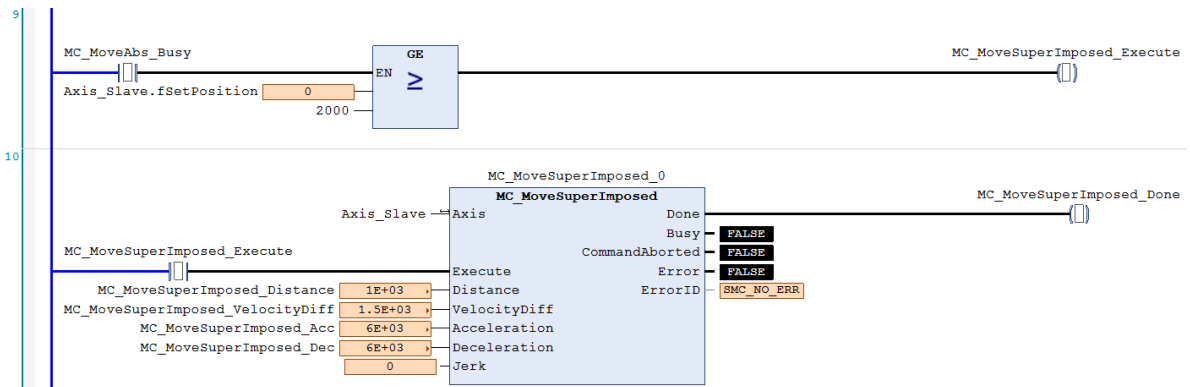 9
MC_MoveAbs_Busy
MC_MoveSuperImposed_Execute
GE
EN
≥
Axis_Slave.fSetPosition 0
2000
10
MC_MoveSuperImposed_0
MC_MoveSuperImposed
MC_MoveSuperImposed_Done
Axis_Slave Axis Done
Busy FALSE
MC_MoveSuperImposed_Execute CommandAborted FALSE
Execute Error FALSE
MC_MoveSuperImposed_Distance 1E+03 Distance ErrorID SMC_NO_ERR
MC_MoveSuperImposed_VelocityDiff 1.5E+03 VelocityDiff
MC_MoveSuperImposed_Acc 6E+03 Acceleration
MC_MoveSuperImposed_Dec 6E+03 Deceleration
0 Jerk